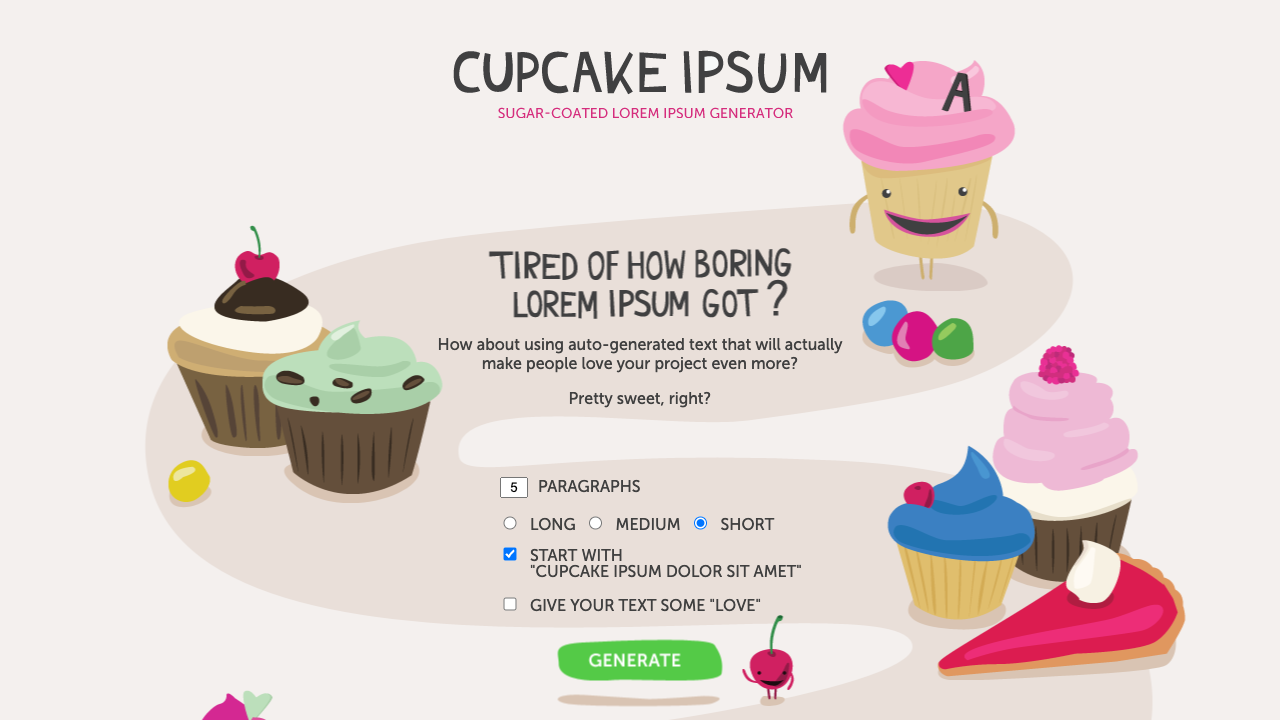 CUPCAKE IPSUM
SUGAR-COATED LOREM IPSUM GENERATOR
A
TIRED OF HOW BORING
LOREM IPSUM GOT ?
How about using auto-generated text that will actually
make people love your project even more?
Pretty sweet, right?
5 PARAGRAPHS
LONG MEDIUM SHORT
START WITH
"CUPCAKE IPSUM DOLOR SIT AMET"
GIVE YOUR TEXT SOME "LOVE"
GENERATE